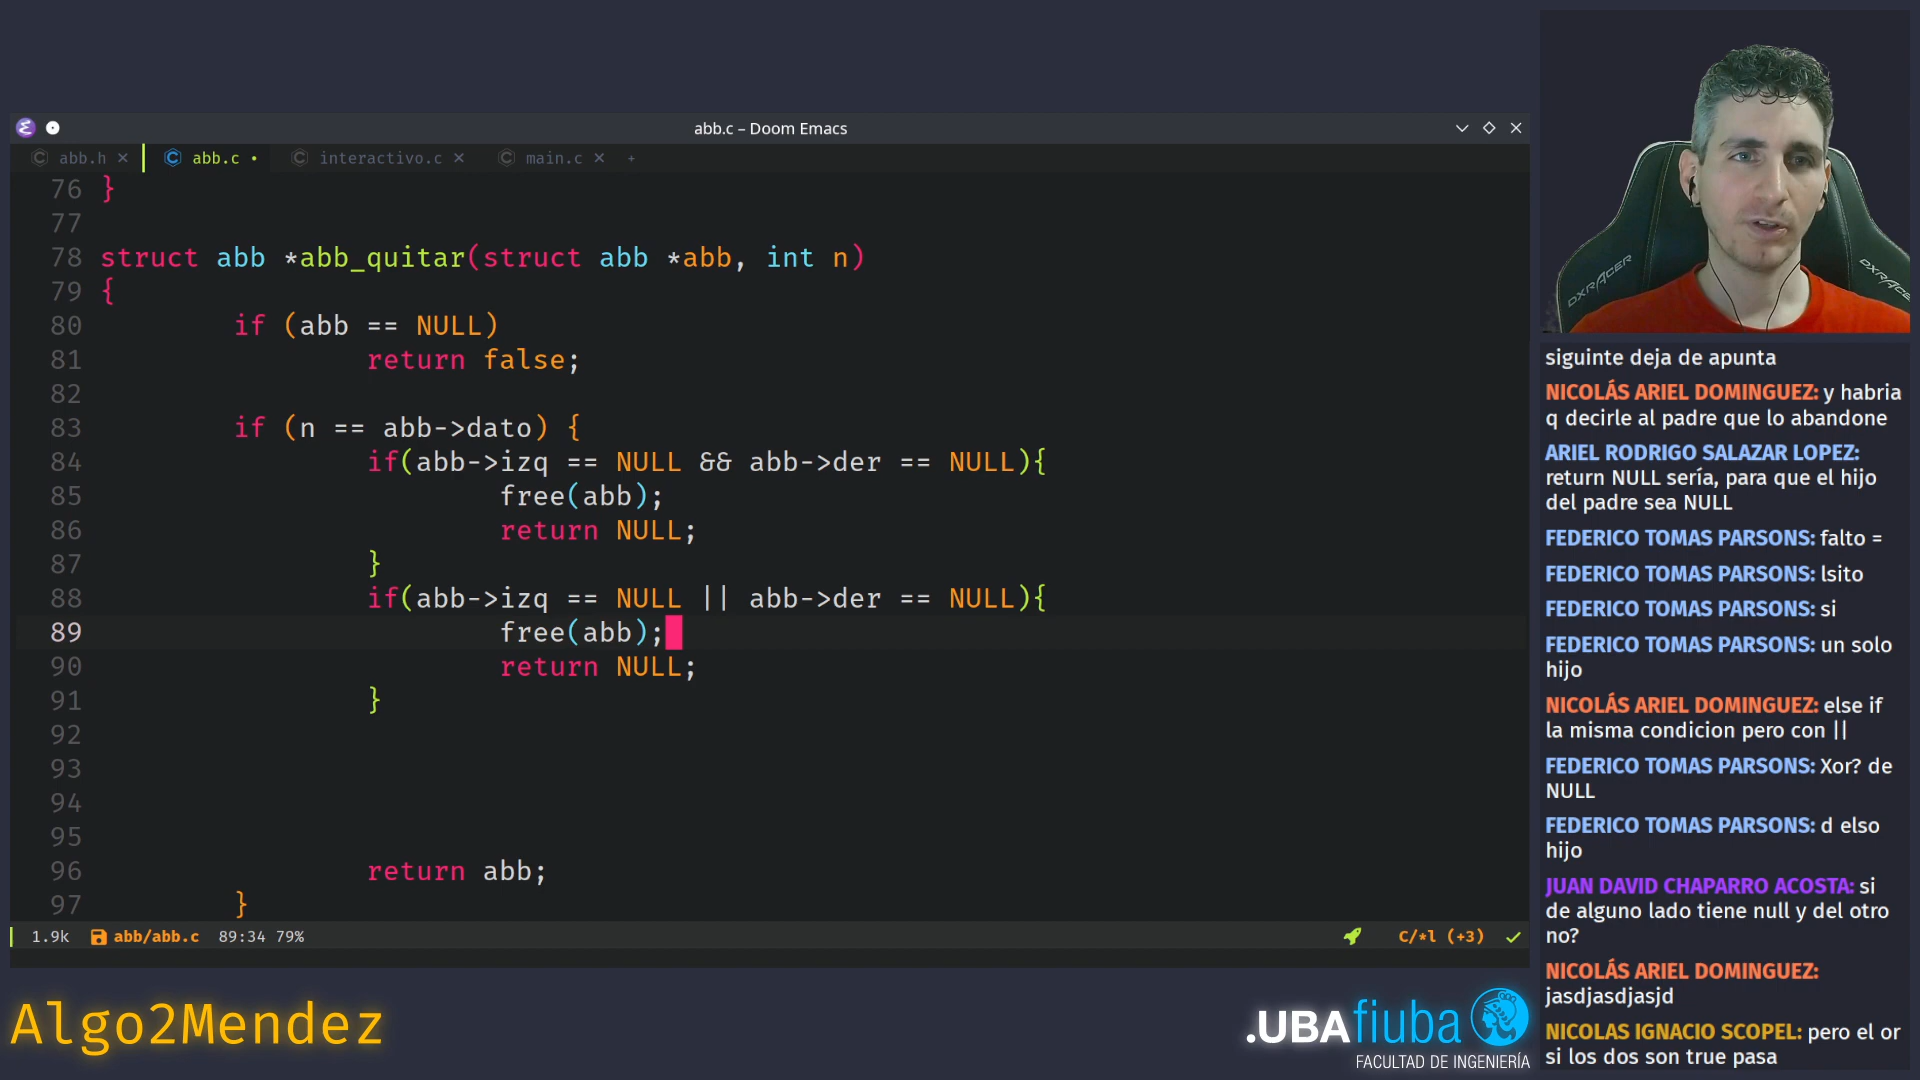 abb.c – Doom Emacs
abb.h × abb.c • interactivo.c × main.c × +
76 }
77
78 struct abb *abb_quitar(struct abb *abb, int n)
79 {
80 if (abb == NULL)
81 return false;
82
83 if (n == abb->dato) {
84 if(abb->izq == NULL && abb->der == NULL){
85 free(abb);
86 return NULL;
87 }
88 if(abb->izq == NULL || abb->der == NULL){
89 free(abb);
90 return NULL;
91 }
92
93
94
95
96 return abb;
97 }
1.9k abb/abb.c 89:34 79% C/*l (+3)
DXRACER
DXRACER
siguinte deja de apunta
NICOLÁS ARIEL DOMINGUEZ: y habria
q decirle al padre que lo abandone
ARIEL RODRIGO SALAZAR LOPEZ:
return NULL sería, para que el hijo
del padre sea NULL
FEDERICO TOMAS PARSONS: falto =
FEDERICO TOMAS PARSONS: lsito
FEDERICO TOMAS PARSONS: si
FEDERICO TOMAS PARSONS: un solo
hijo
NICOLÁS ARIEL DOMINGUEZ: else if
la misma condicion pero con ||
FEDERICO TOMAS PARSONS: Xor? de
NULL
FEDERICO TOMAS PARSONS: d elso
hijo
JUAN DAVID CHAPARRO ACOSTA: si
de alguno lado tiene null y del otro
no?
NICOLÁS ARIEL DOMINGUEZ:
jasdjasdjasjd
NICOLAS IGNACIO SCOPEL: pero el or
si los dos son true pasa
Algo2Mendez
.UBAfiuba
FACULTAD DE INGENIERÍA